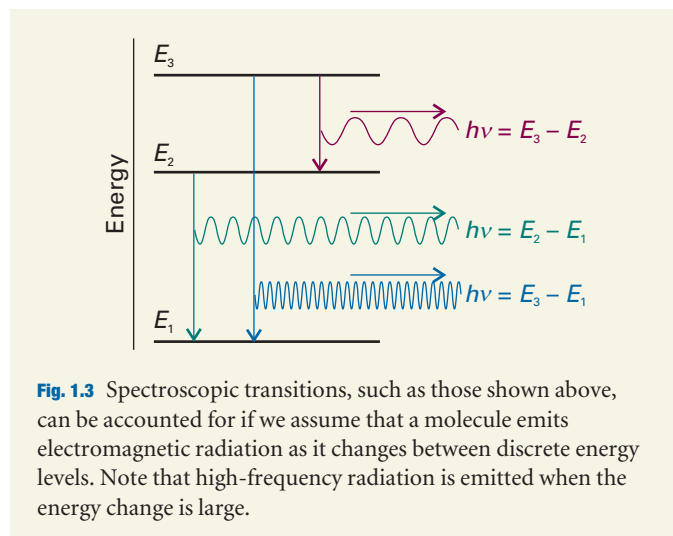 E₃
hν = E₃ – E₂
E₂
Energy
hν = E₂ – E₁
hν = E₃ – E₁
E₁
Fig. 1.3 Spectroscopic transitions, such as those shown above,
can be accounted for if we assume that a molecule emits
electromagnetic radiation as it changes between discrete energy
levels. Note that high-frequency radiation is emitted when the
energy change is large.